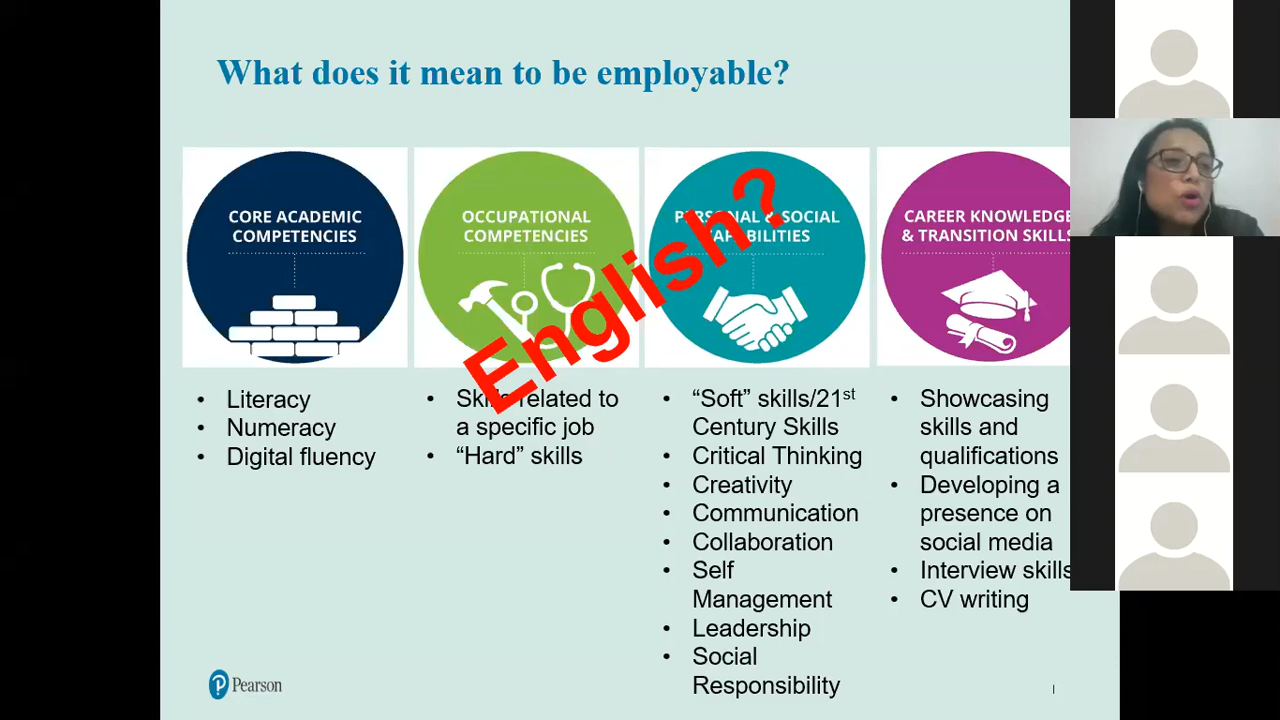 What does it mean to be employable?
CORE ACADEMIC
COMPETENCIES
OCCUPATIONAL
COMPETENCIES
PERSONAL & SOCIAL
CAPABILITIES
CAREER KNOWLEDGE
& TRANSITION SKILLS
English?
• Literacy
• Numeracy
• Digital fluency
• Skills related to
a specific job
• “Hard” skills
• “Soft” skills/21st
Century Skills
• Critical Thinking
• Creativity
• Communication
• Collaboration
• Self
Management
• Leadership
• Social
Responsibility
• Showcasing
skills and
qualifications
• Developing a
presence on
social media
• Interview skills
• CV writing
Pearson